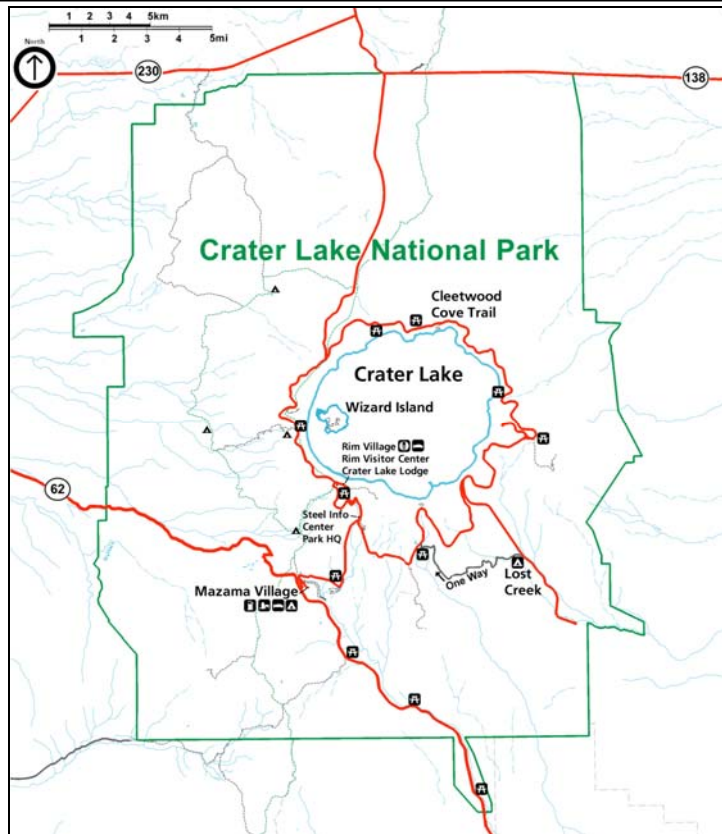 1 2 3 4 5km
1 2 3 4 5mi
North
230
138
Crater Lake National Park
Cleetwood
Cove Trail
Crater Lake
Wizard Island
Rim Village
Rim Visitor Center
Crater Lake Lodge
62
Steel Info
Center
Park HQ
One Way
Lost
Creek
Mazama Village